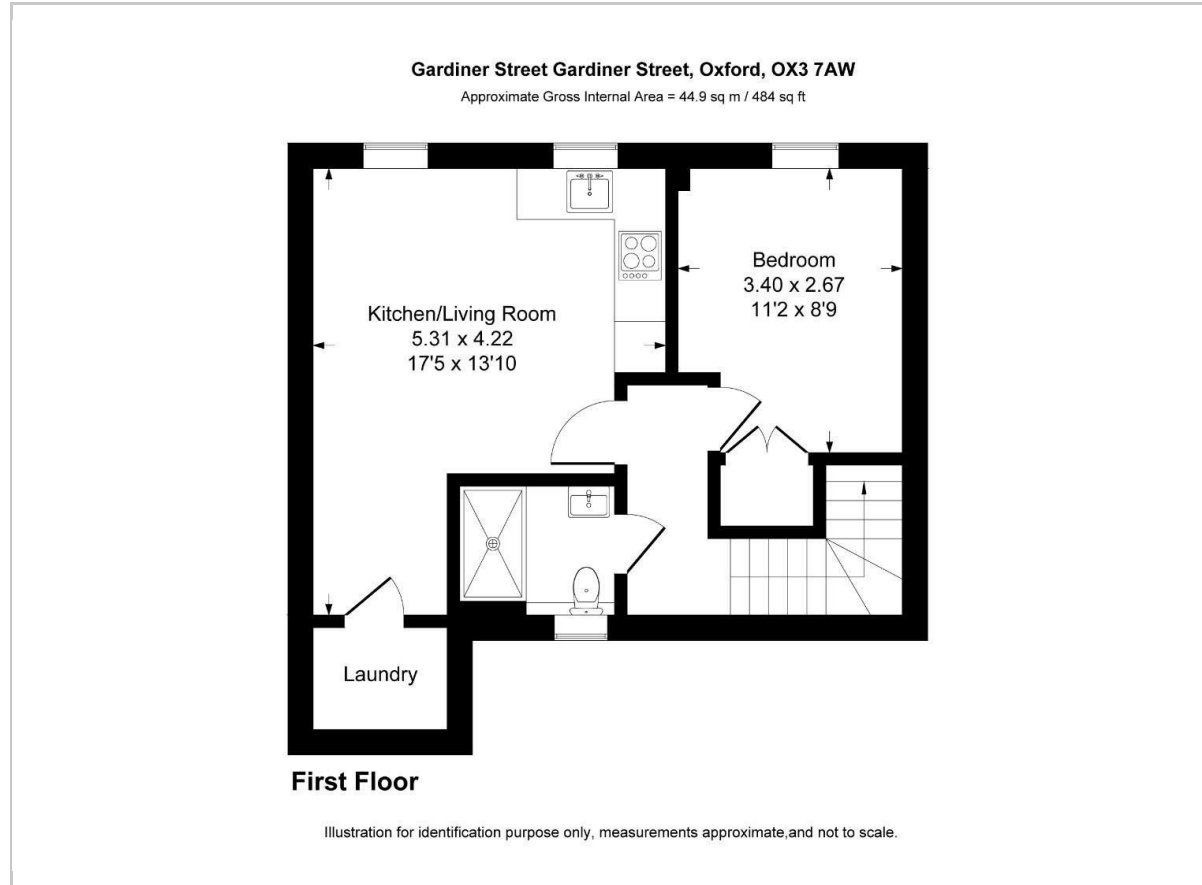 Gardiner Street Gardiner Street, Oxford, OX3 7AW
Approximate Gross Internal Area = 44.9 sq m / 484 sq ft
Kitchen/Living Room
5.31 x 4.22
17'5 x 13'10
Bedroom
3.40 x 2.67
11'2 x 8'9
Laundry
First Floor
Illustration for identification purpose only, measurements approximate,and not to scale.